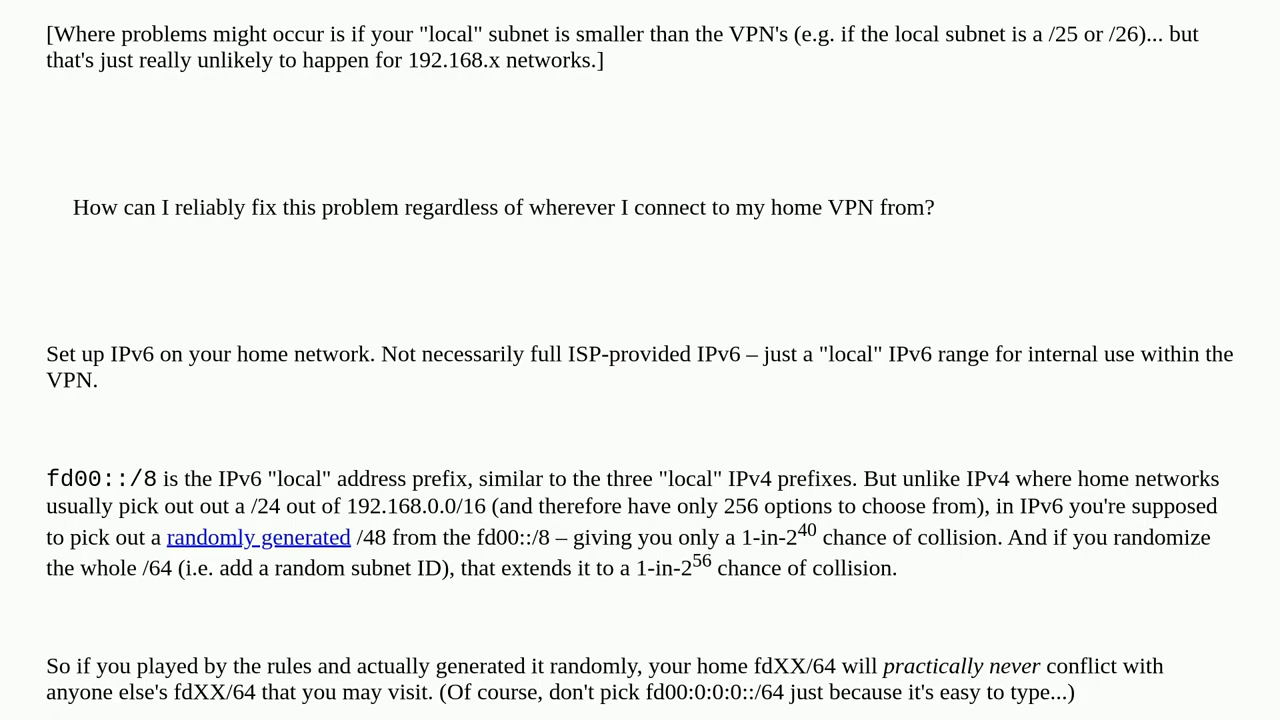 [Where problems might occur is if your "local" subnet is smaller than the VPN's (e.g. if the local subnet is a /25 or /26)... but
that's just really unlikely to happen for 192.168.x networks.]
How can I reliably fix this problem regardless of wherever I connect to my home VPN from?
Set up IPv6 on your home network. Not necessarily full ISP-provided IPv6 – just a "local" IPv6 range for internal use within the
VPN.
fd00::/8 is the IPv6 "local" address prefix, similar to the three "local" IPv4 prefixes. But unlike IPv4 where home networks
usually pick out out a /24 out of 192.168.0.0/16 (and therefore have only 256 options to choose from), in IPv6 you're supposed
to pick out a randomly generated /48 from the fd00::/8 – giving you only a 1-in-2^40 chance of collision. And if you randomize
the whole /64 (i.e. add a random subnet ID), that extends it to a 1-in-2^56 chance of collision.
So if you played by the rules and actually generated it randomly, your home fdXX/64 will practically never conflict with
anyone else's fdXX/64 that you may visit. (Of course, don't pick fd00:0:0:0::/64 just because it's easy to type...)